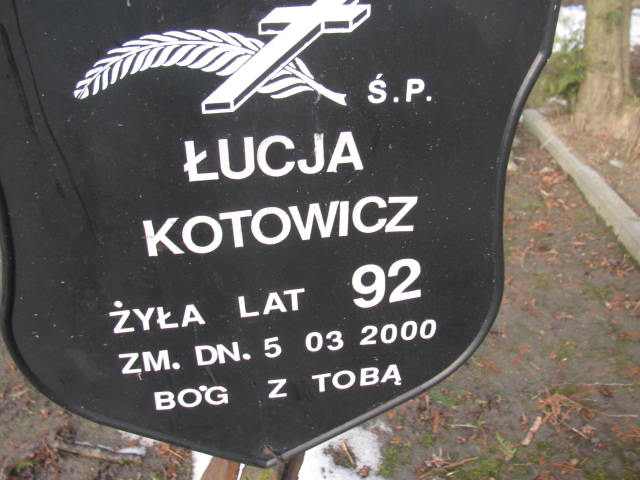 Ś.P.
ŁUCJA
KOTOWICZ
ŻYŁA LAT 92
ZM. DN. 5 03 2000
BÓG Z TOBĄ